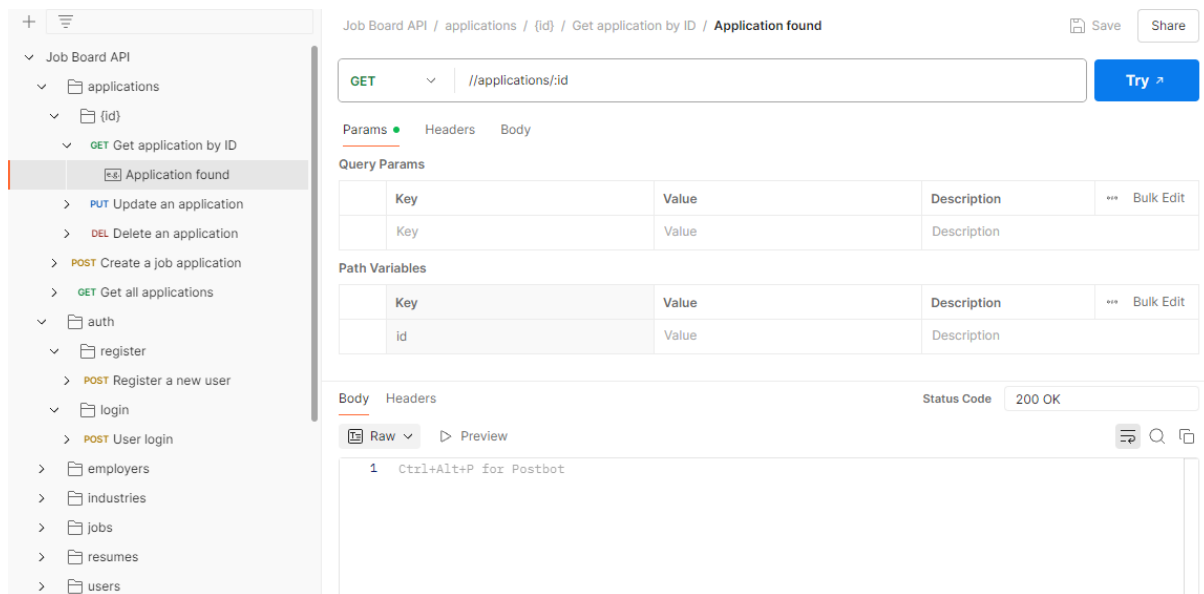 Job Board API / applications / {id} / Get application by ID / Application found
Save
Share
Job Board API
applications
{id}
GET Get application by ID
e.g. Application found
PUT Update an application
DEL Delete an application
POST Create a job application
GET Get all applications
auth
register
POST Register a new user
login
POST User login
employers
industries
jobs
resumes
users
GET //applications/:id
Try
Params Headers Body
Query Params
Key Value Description Bulk Edit
Key Value Description
Path Variables
Key Value Description Bulk Edit
id Value Description
Body Headers Status Code 200 OK
Raw Preview
1 Ctrl+Alt+P for Postbot